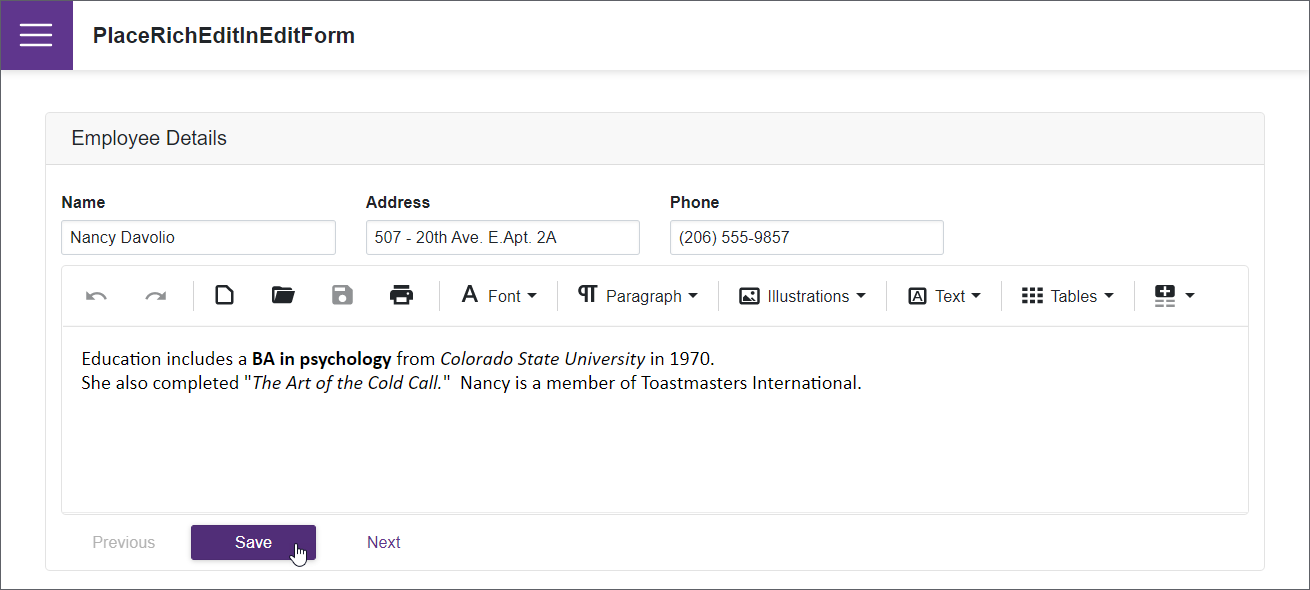 PlaceRichEditInEditForm
Employee Details
Name Address Phone
Nancy Davolio 507 - 20th Ave. E.Apt. 2A (206) 555-9857
A Font ¶ Paragraph Illustrations A Text Tables
Education includes a BA in psychology from Colorado State University in 1970.
She also completed "The Art of the Cold Call."  Nancy is a member of Toastmasters International.
Previous Save Next